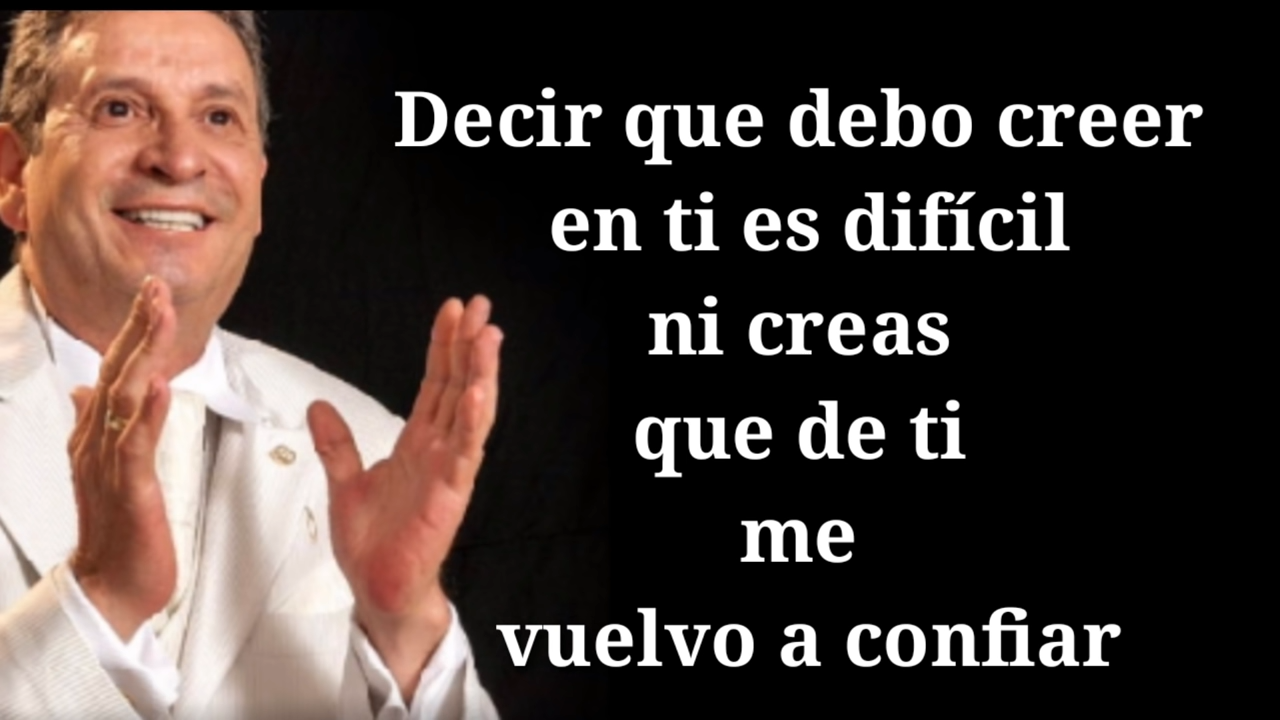 Decir que debo creer
en ti es difícil
ni creas
que de ti
me
vuelvo a confiar